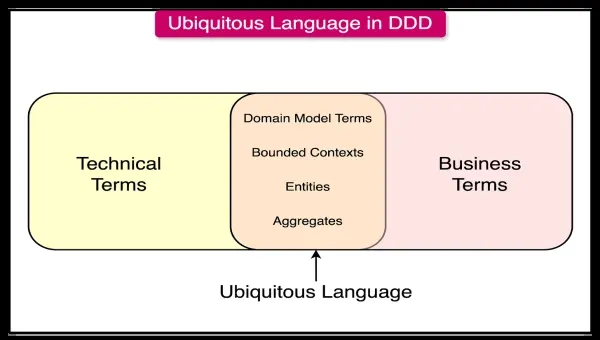 Ubiquitous Language in DDD
Technical
Terms
Domain Model Terms
Bounded Contexts
Entities
Aggregates
Business
Terms
Ubiquitous Language